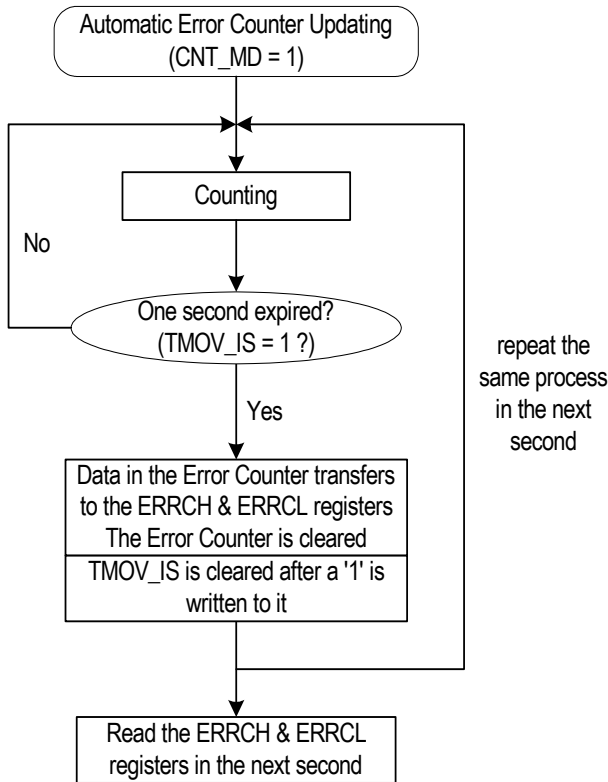 Automatic Error Counter Updating
(CNT_MD = 1)
Counting
No
One second expired?
(TMOV_IS = 1 ?)
repeat the
same process
in the next
second
Yes
Data in the Error Counter transfers
to the ERRCH & ERRCL registers
The Error Counter is cleared
TMOV_IS is cleared after a '1' is
written to it
Read the ERRCH & ERRCL
registers in the next second